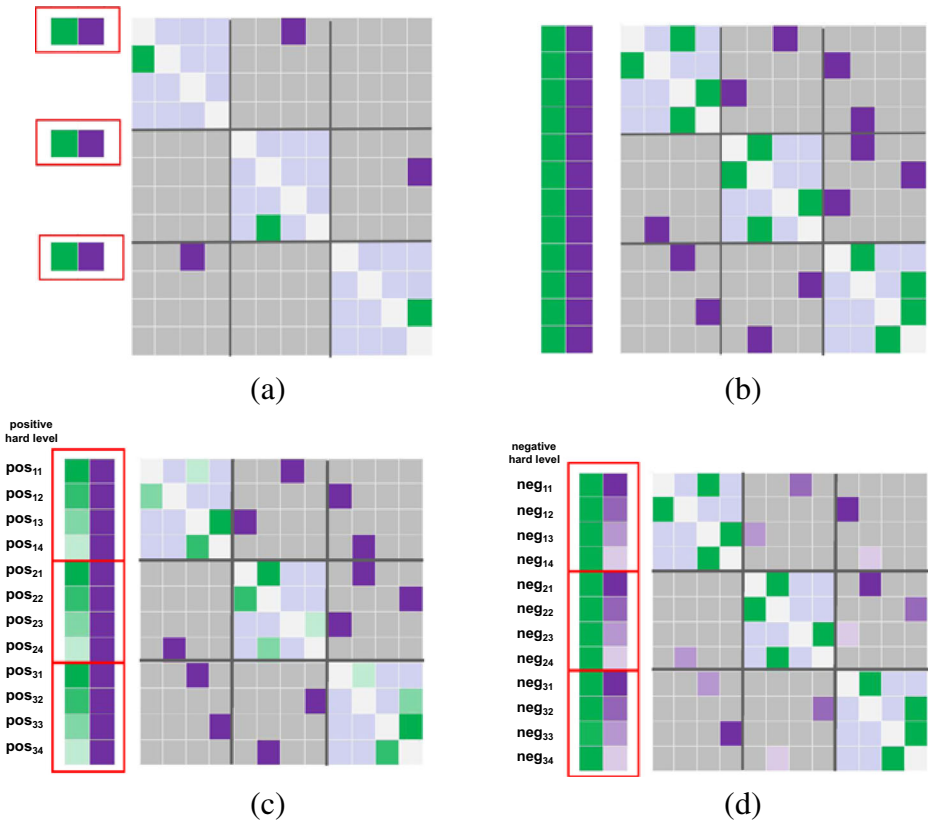 (a)
(b)
positive
hard level
pos11
pos12
pos13
pos14
pos21
pos22
pos23
pos24
pos31
pos32
pos33
pos34
(c)
negative
hard level
neg11
neg12
neg13
neg14
neg21
neg22
neg23
neg24
neg31
neg32
neg33
neg34
(d)